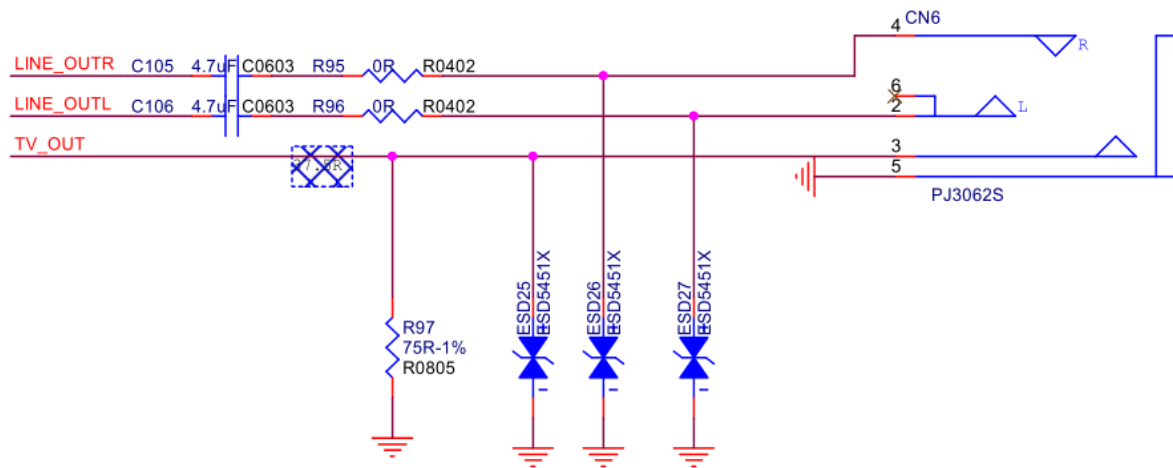 CN6
4
R
LINE_OUTR C105 4.7uF C0603 R95 0R R0402
6
LINE_OUTL C106 4.7uF C0603 R96 0R R0402 2 L
TV_OUT 3
5
PJ3062S
ESD25
ESD5451X
ESD26
ESD5451X
ESD27
ESD5451X
R97
75R-1%
R0805